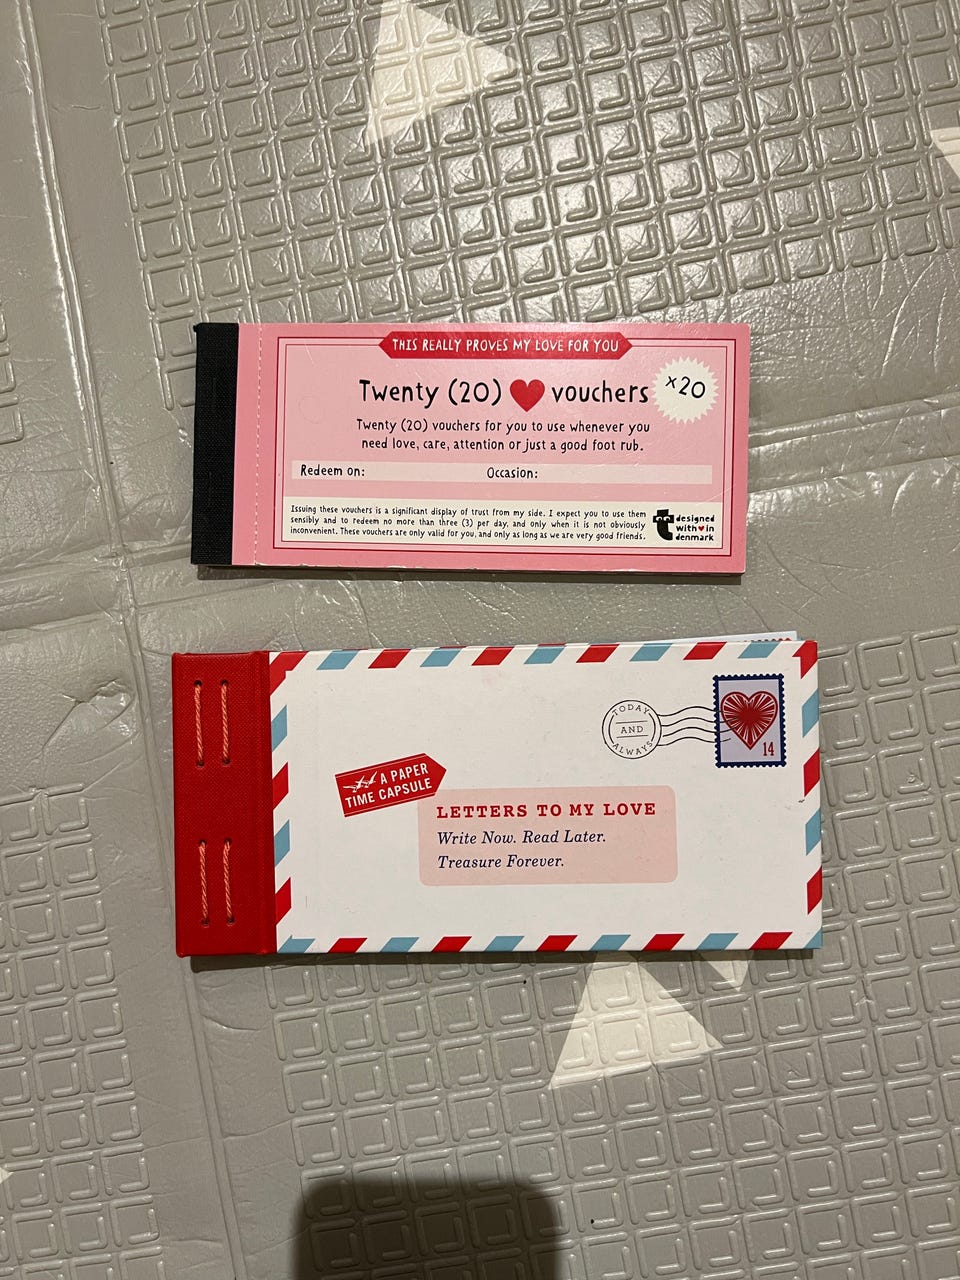 THIS REALLY PROVES MY LOVE FOR YOU
Twenty (20) vouchers
x20
Twenty (20) vouchers for you to use whenever you
need love, care, attention or just a good foot rub.
Redeem on: Occasion:
Issuing these vouchers is a significant display of trust from my side. I expect you to use them
sensibly and to redeem no more than three (3) per day, and only when it is not obviously
inconvenient. These vouchers are only valid for you, and only as long as we are very good friends.
designed
with♥in
denmark
TODAY
AND
ALWAYS
14
A PAPER
TIME CAPSULE
LETTERS TO MY LOVE
Write Now. Read Later.
Treasure Forever.